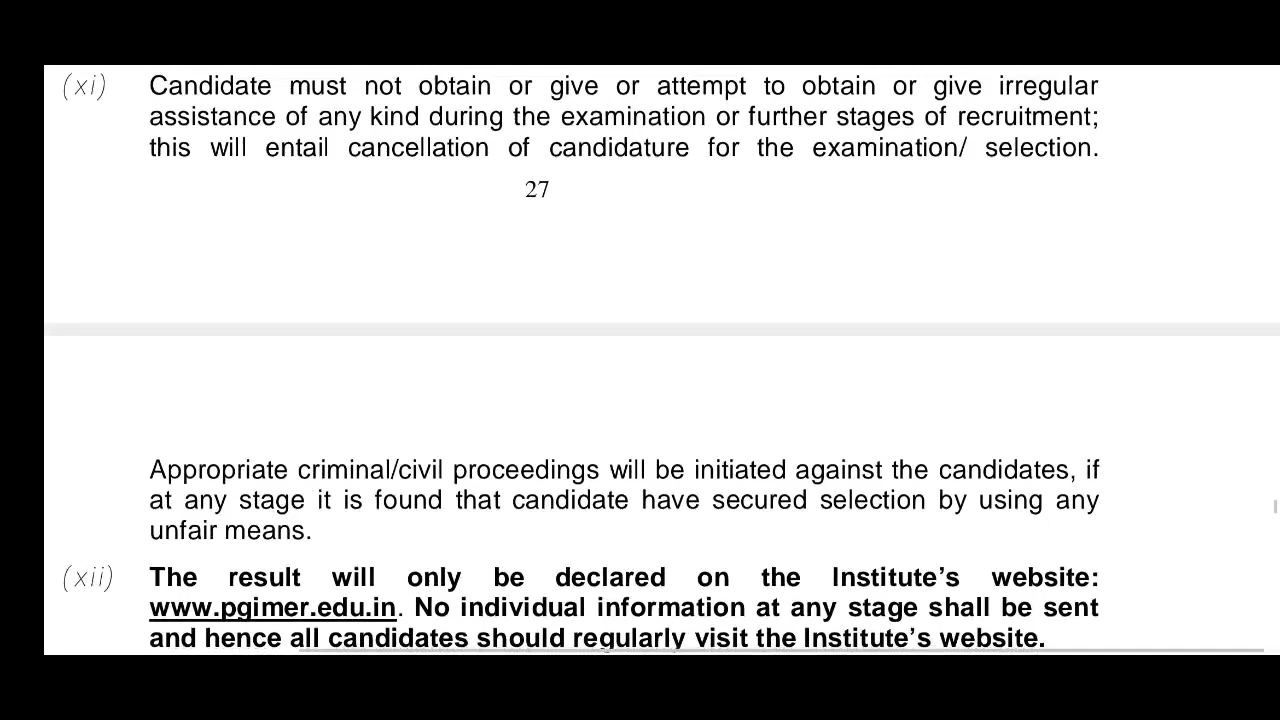 (xi) Candidate must not obtain or give or attempt to obtain or give irregular
assistance of any kind during the examination or further stages of recruitment;
this will entail cancellation of candidature for the examination/ selection.
27
Appropriate criminal/civil proceedings will be initiated against the candidates, if
at any stage it is found that candidate have secured selection by using any
unfair means.
(xii) The result will only be declared on the Institute’s website:
www.pgimer.edu.in. No individual information at any stage shall be sent
and hence all candidates should regularly visit the Institute’s website.